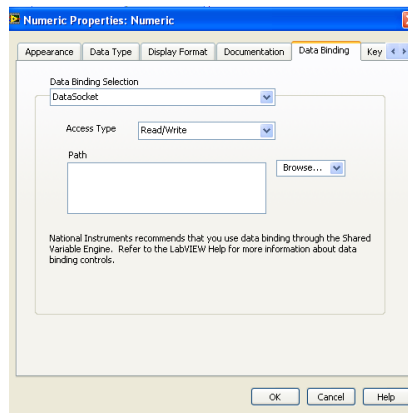 Numeric Properties: Numeric
Appearance Data Type Display Format Documentation Data Binding Key
Data Binding Selection
DataSocket
Access Type Read/Write
Path
Browse...
National Instruments recommends that you use data binding through the Shared
Variable Engine. Refer to the LabVIEW Help for more information about data
binding controls.
OK Cancel Help